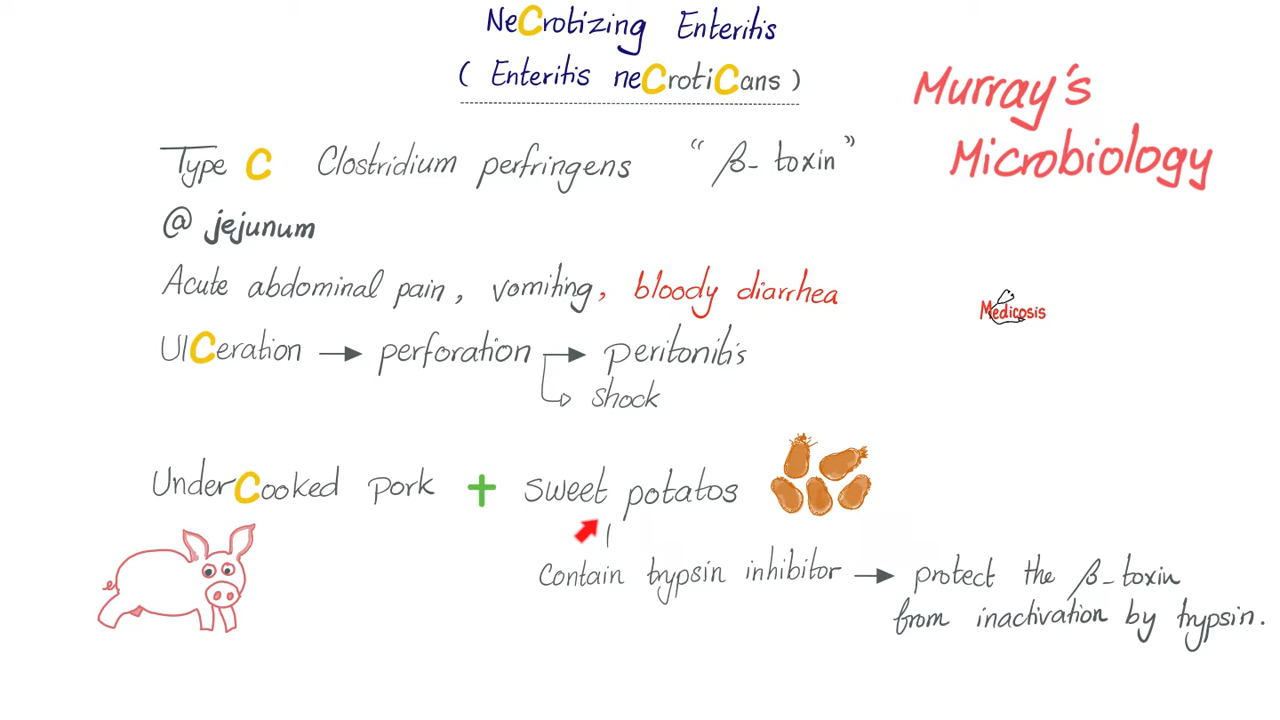 NeCrotizing Enteritis
( Enteritis neCrotiCans )
Murray's
Microbiology
Type C Clostridium perfringens "β- toxin"
@ jejunum
Acute abdominal pain, vomiting, bloody diarrhea
Medicosis
UlCeration → perforation → peritonitis
shock
UnderCooked pork + sweet potatos
Contain trypsin inhibitor → protect the β-toxin
from inactivation by trypsin.